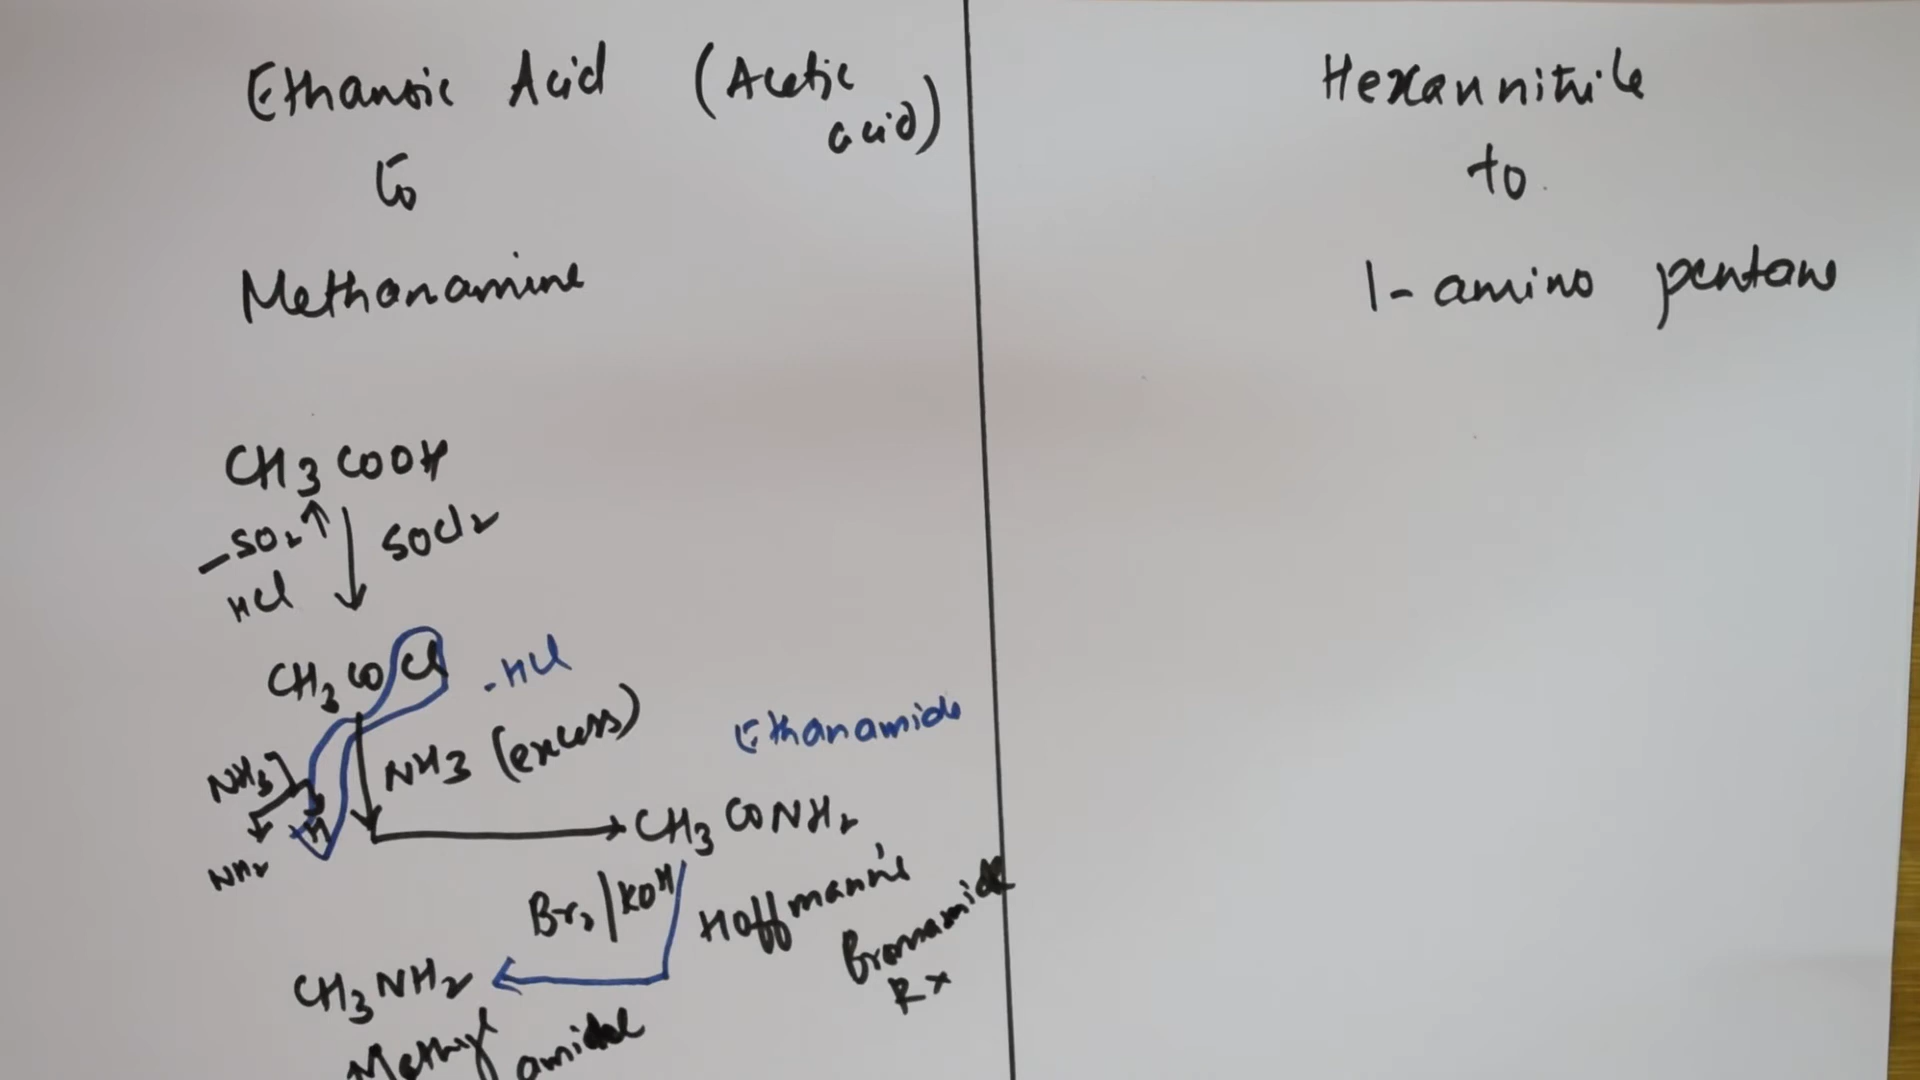 Ethanoic Acid (Acetic
acid)
to
Methanamine
CH3COOH
-SO2↑
SOCl2
HCl
CH3COCl
-HCl
NH3
NH3 (excess)
H
NH2
Ethanamide
CH3CONH2
Br2/KOH
Hoffmann's
Bromamide
Rx
CH3NH2
Methyl
Hexannitrile
to
1-amino pentane